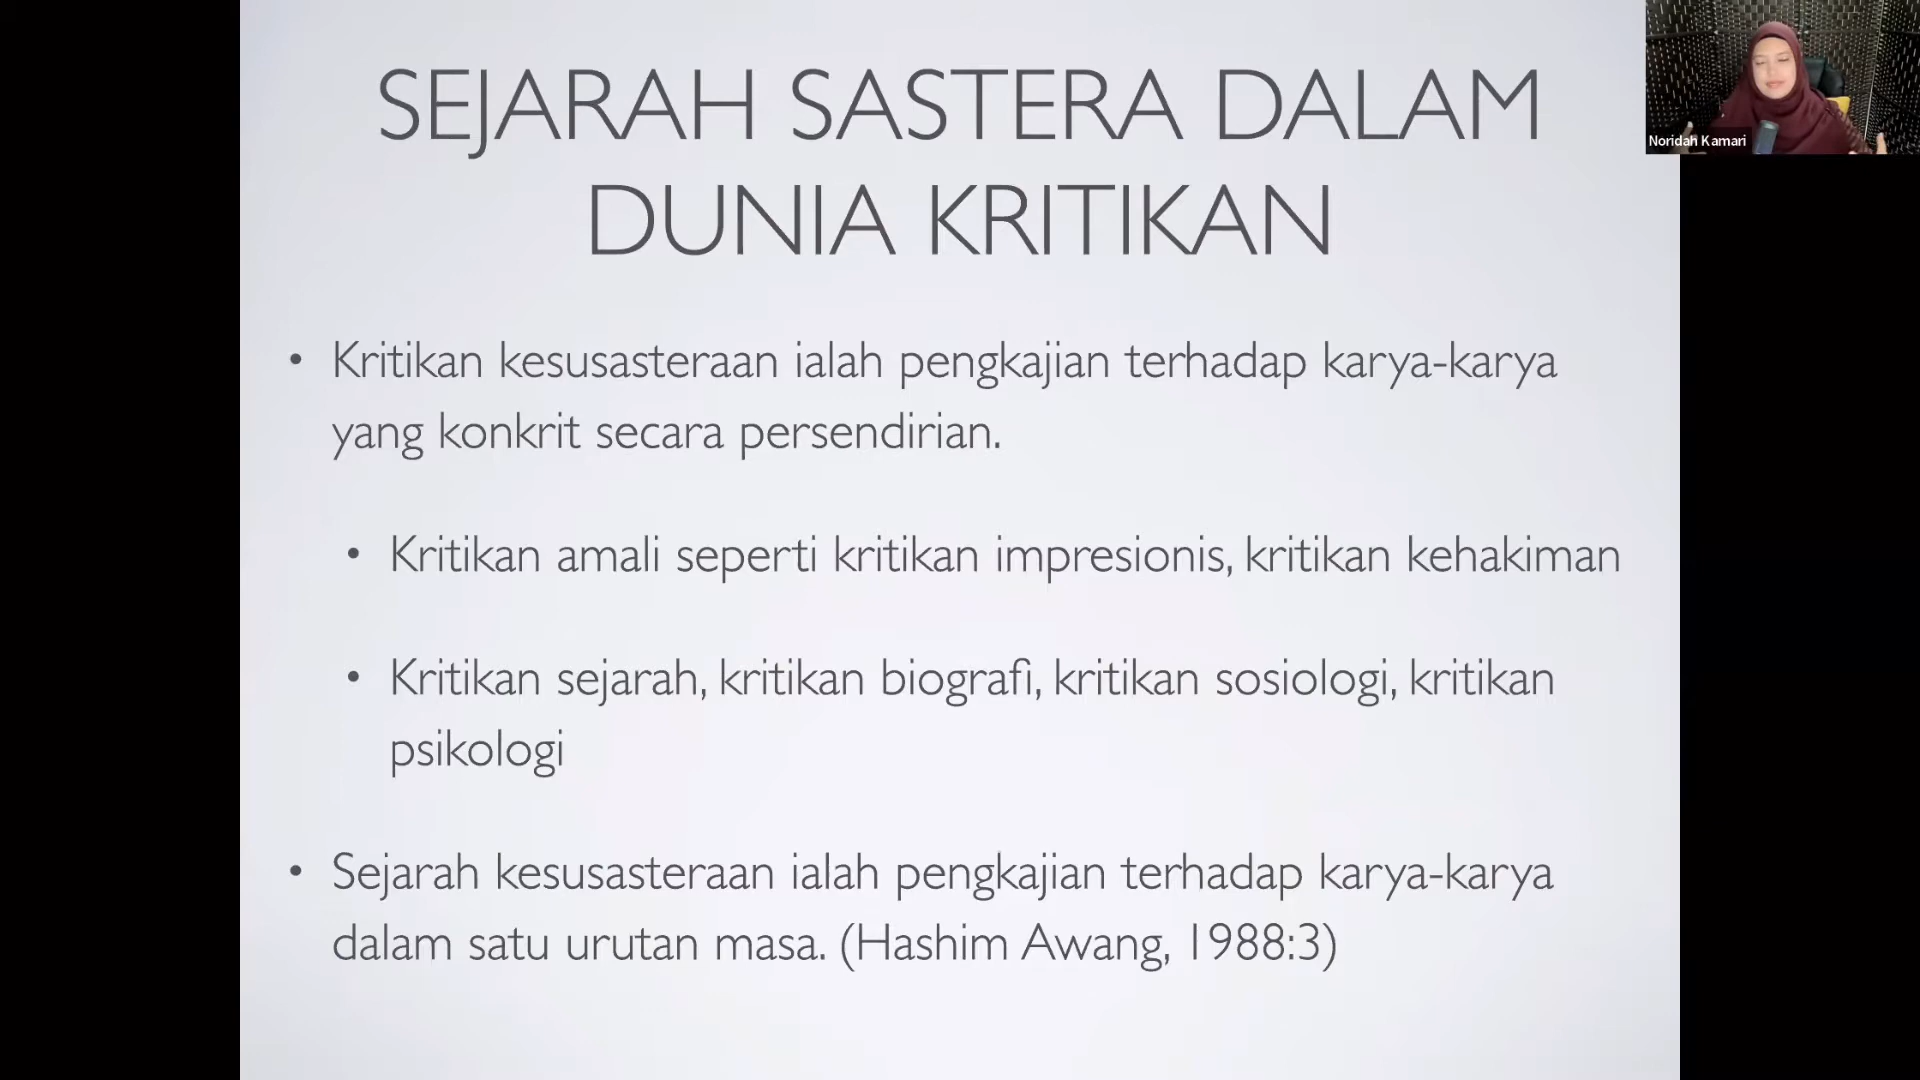 SEJARAH SASTERA DALAM
DUNIA KRITIKAN
Noridah Kamari
• Kritikan kesusasteraan ialah pengkajian terhadap karya-karya
yang konkrit secara persendirian.
• Kritikan amali seperti kritikan impresionis, kritikan kehakiman
• Kritikan sejarah, kritikan biografi, kritikan sosiologi, kritikan
psikologi
• Sejarah kesusasteraan ialah pengkajian terhadap karya-karya
dalam satu urutan masa. (Hashim Awang, 1988:3)